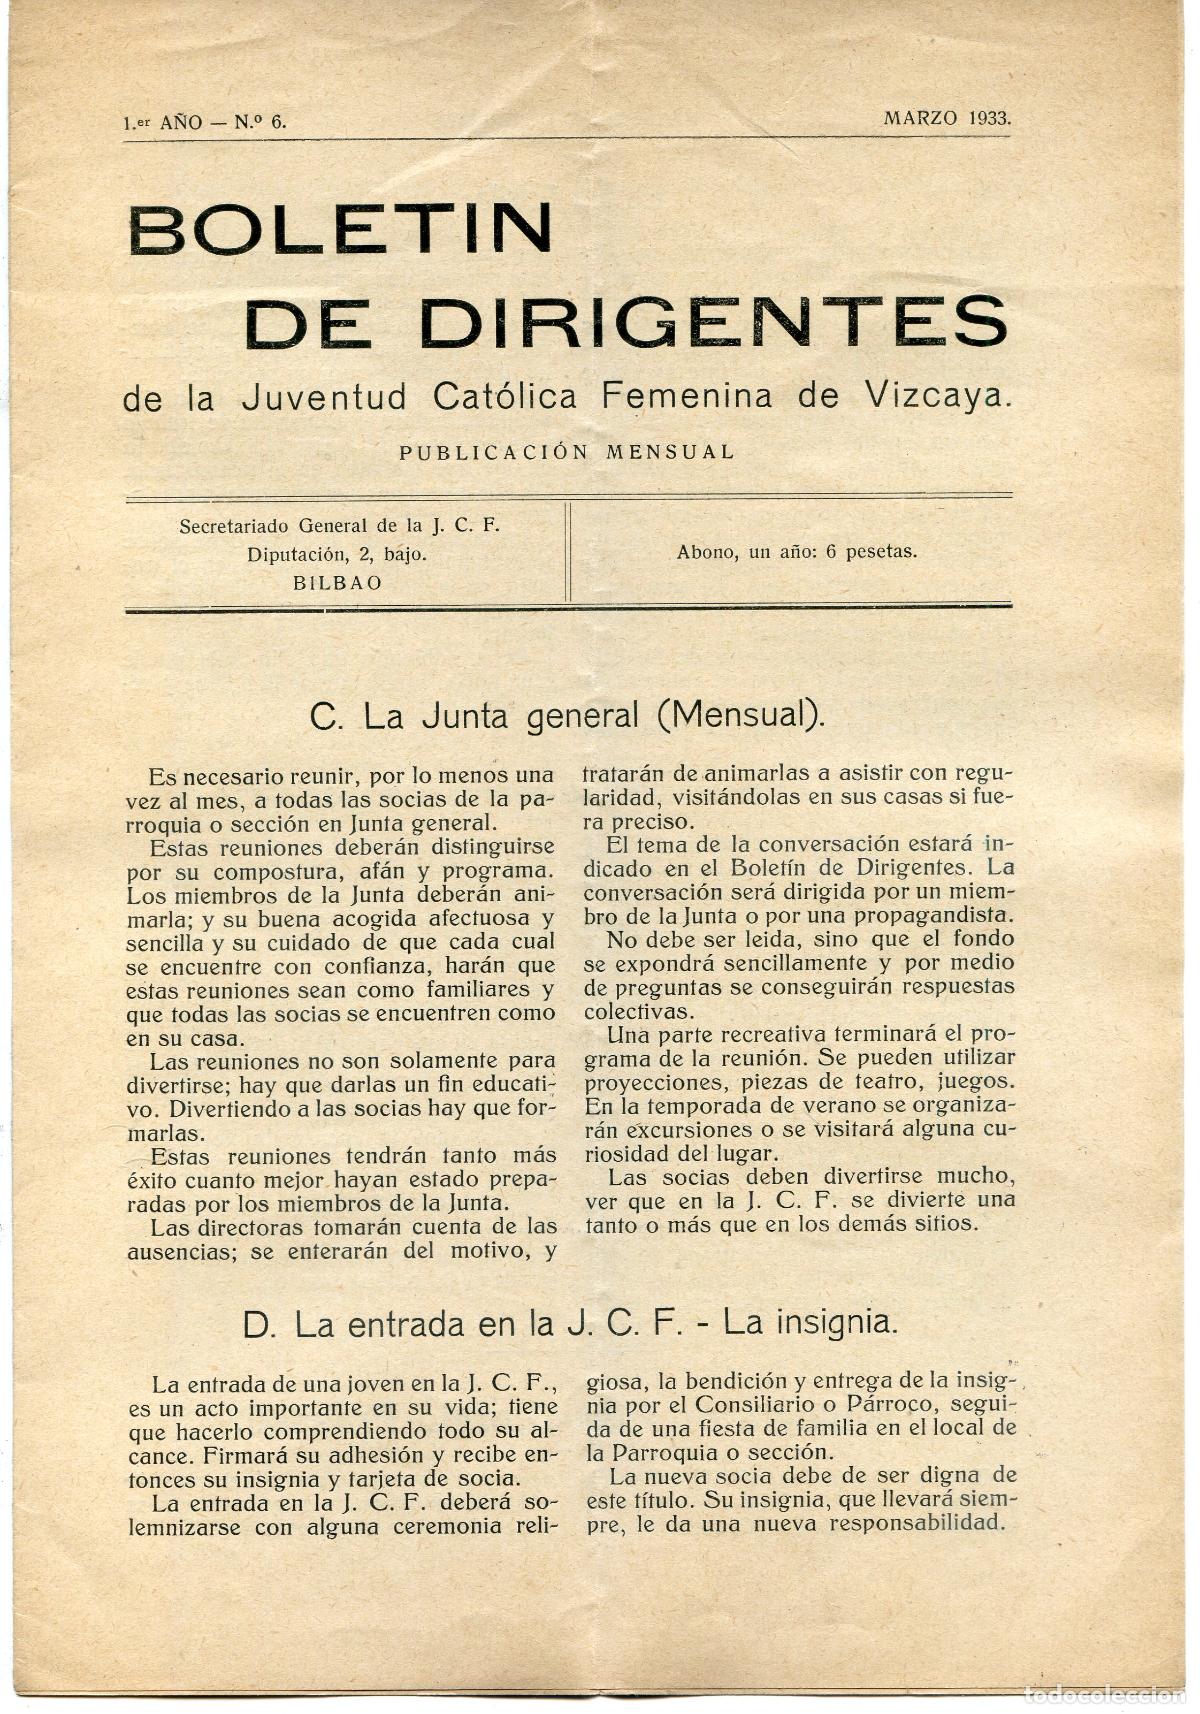 1.er AÑO — N.º 6.
MARZO 1933.
BOLETIN
DE DIRIGENTES
de la Juventud Católica Femenina de Vizcaya.
PUBLICACIÓN MENSUAL
Secretariado General de la J. C. F.
Diputación, 2, bajo.
BILBAO
Abono, un año: 6 pesetas.
C. La Junta general (Mensual).
Es necesario reunir, por lo menos una
vez al mes, a todas las socias de la pa-
rroquia o sección en Junta general.
Estas reuniones deberán distinguirse
por su compostura, afán y programa.
Los miembros de la Junta deberán ani-
marla; y su buena acogida afectuosa y
sencilla y su cuidado de que cada cual
se encuentre con confianza, harán que
estas reuniones sean como familiares y
que todas las socias se encuentren como
en su casa.
Las reuniones no son solamente para
divertirse; hay que darlas un fin educati-
vo. Divertiendo a las socias hay que for-
marlas.
Estas reuniones tendrán tanto más
éxito cuanto mejor hayan estado prepa-
radas por los miembros de la Junta.
Las directoras tomarán cuenta de las
ausencias; se enterarán del motivo, y
tratarán de animarlas a asistir con regu-
laridad, visitándolas en sus casas si fue-
ra preciso.
El tema de la conversación estará in-
dicado en el Boletín de Dirigentes. La
conversación será dirigida por un miem-
bro de la Junta o por una propagandista.
No debe ser leida, sino que el fondo
se expondrá sencillamente y por medio
de preguntas se conseguirán respuestas
colectivas.
Una parte recreativa terminará el pro-
grama de la reunión. Se pueden utilizar
proyecciones, piezas de teatro, juegos.
En la temporada de verano se organiza-
rán excursiones o se visitará alguna cu-
riosidad del lugar.
Las socias deben divertirse mucho,
ver que en la J. C. F. se divierte una
tanto o más que en los demás sitios.
D. La entrada en la J. C. F. - La insignia.
La entrada de una joven en la J. C. F.,
es un acto importante en su vida; tiene
que hacerlo comprendiendo todo su al-
cance. Firmará su adhesión y recibe en-
tonces su insignia y tarjeta de socia.
La entrada en la J. C. F. deberá so-
lemnizarse con alguna ceremonia reli-
giosa, la bendición y entrega de la insig-
nia por el Consiliario o Párroco, segui-
da de una fiesta de familia en el local de
la Parroquia o sección.
La nueva socia debe de ser digna de
este título. Su insignia, que llevará siem-
pre, le da una nueva responsabilidad.
todocoleccion